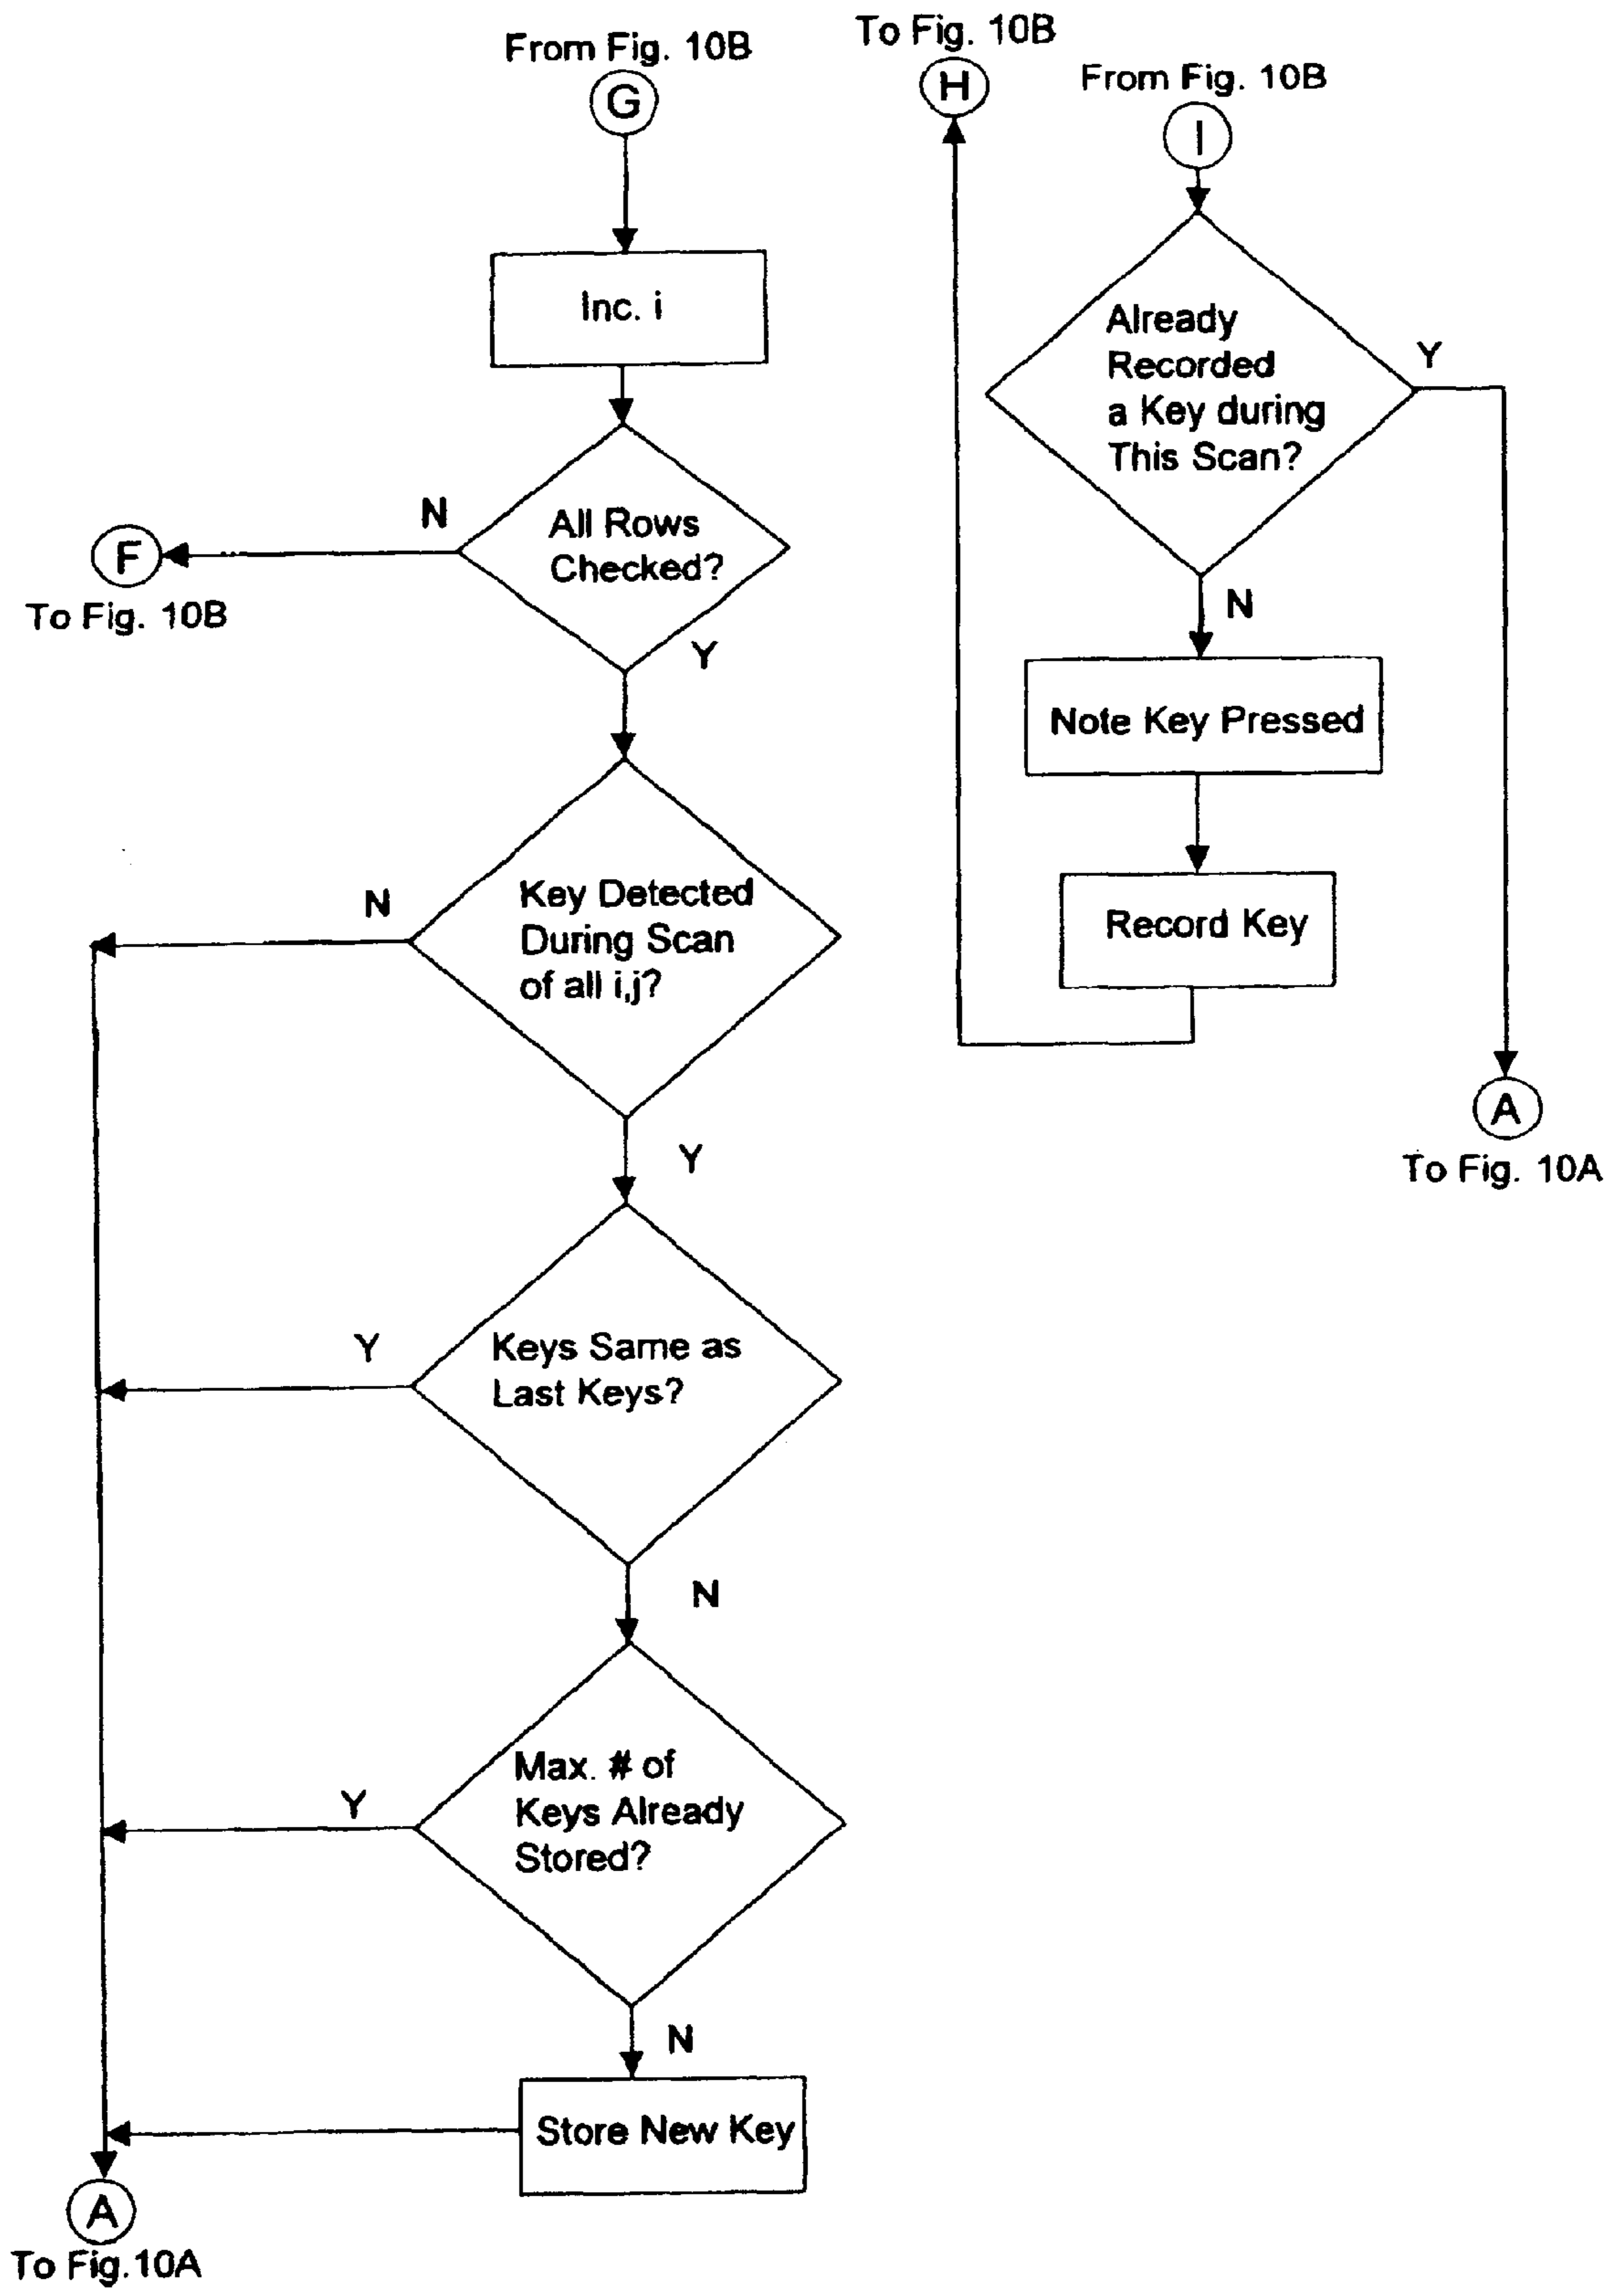 From Fig. 10B
G
Inc. i
All Rows
Checked?
N
F
To Fig. 10B
Y
Key Detected
During Scan
of all i,j?
N
Y
Keys Same as
Last Keys?
Y
N
Max. # of
Keys Already
Stored?
Y
N
Store New Key
A
To Fig.10A
To Fig. 10B
H
From Fig. 10B
I
Already
Recorded
a Key during
This Scan?
Y
N
Note Key Pressed
Record Key
A
To Fig. 10A